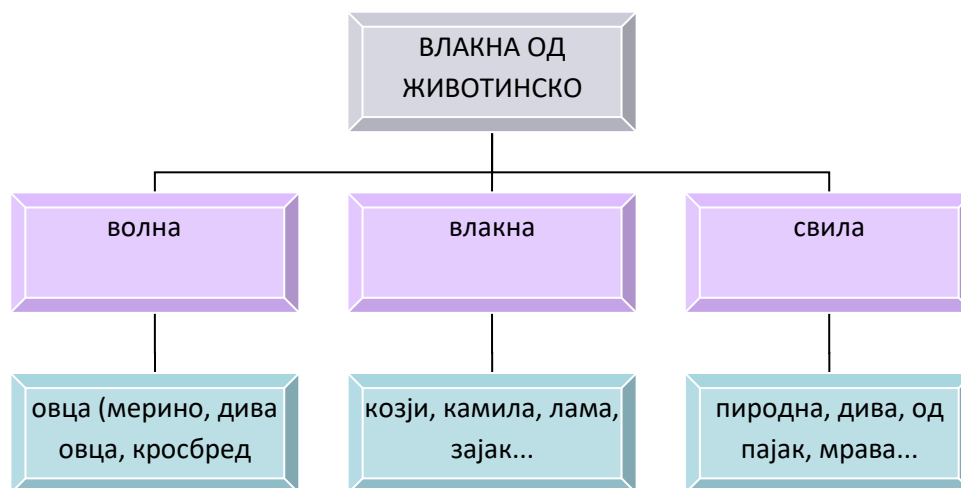 ВЛАКНА ОД
ЖИВОТИНСКО
волна
влакна
свила
овца (мерино, дива
овца, кросбред
козји, камила, лама,
зајак...
пиродна, дива, од
пајак, мрава...